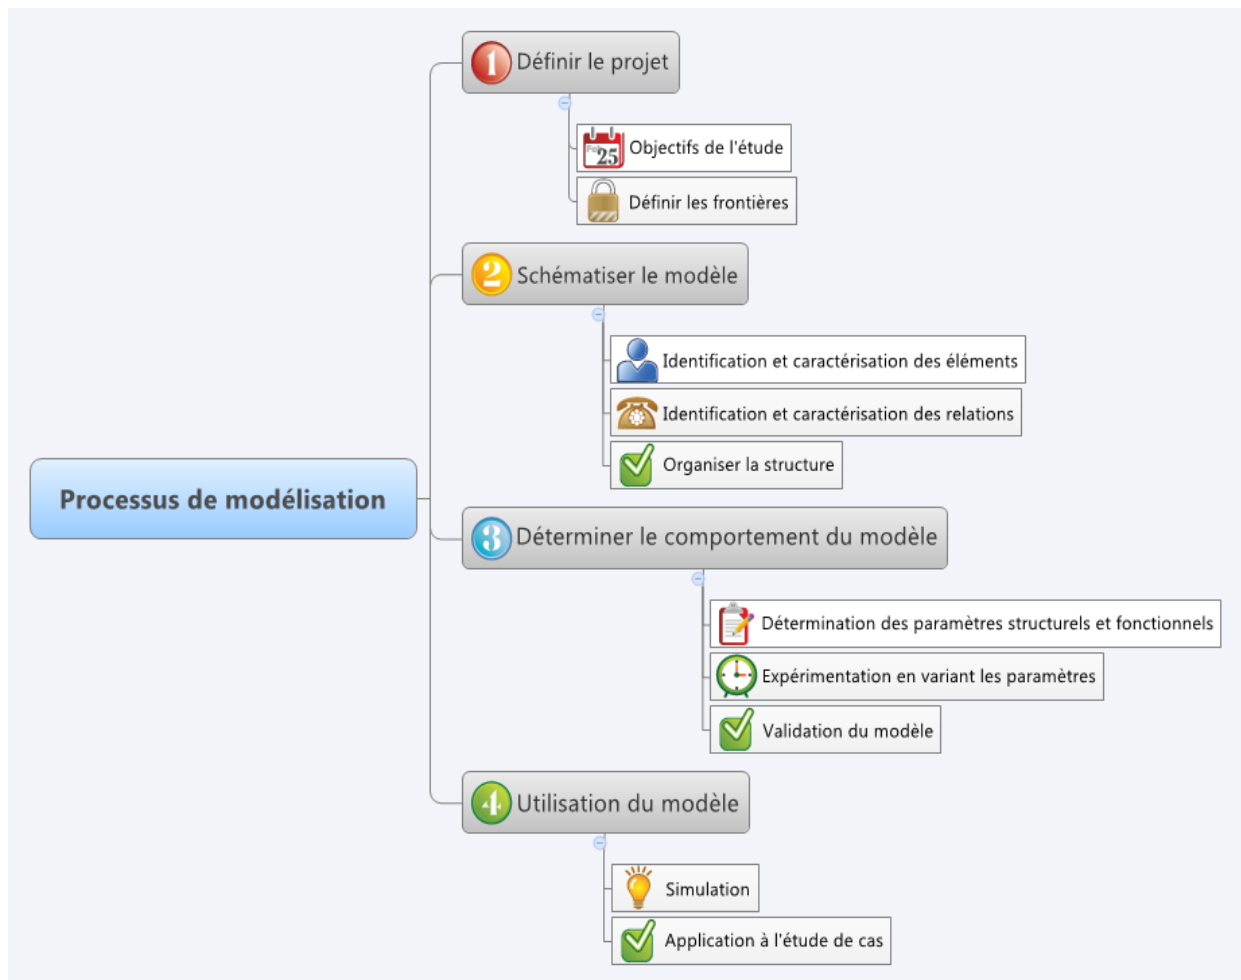 1 Définir le projet
Feb
25 Objectifs de l'étude
Définir les frontières
2 Schématiser le modèle
Identification et caractérisation des éléments
Identification et caractérisation des relations
Organiser la structure
Processus de modélisation
3 Déterminer le comportement du modèle
Détermination des paramètres structurels et fonctionnels
Expérimentation en variant les paramètres
Validation du modèle
4 Utilisation du modèle
Simulation
Application à l'étude de cas